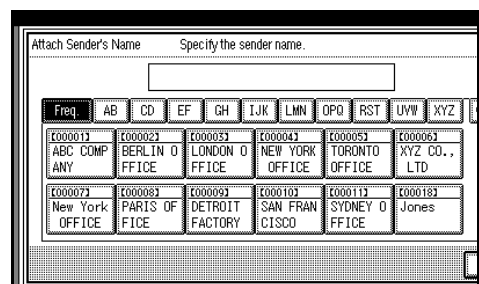 Attach Sender's Name Specify the sender name.
Freq. AB CD EF GH IJK LMN OPQ RST UVW XYZ
[00001] [00002] [00003] [00004] [00005] [00006]
ABC COMP BERLIN O LONDON O NEW YORK TORONTO XYZ CO.,
ANY FFICE FFICE OFFICE OFFICE LTD
[00007] [00008] [00009] [00010] [00011] [00018]
New York PARIS OF DETROIT SAN FRAN SYDNEY O Jones
OFFICE FICE FACTORY CISCO FFICE